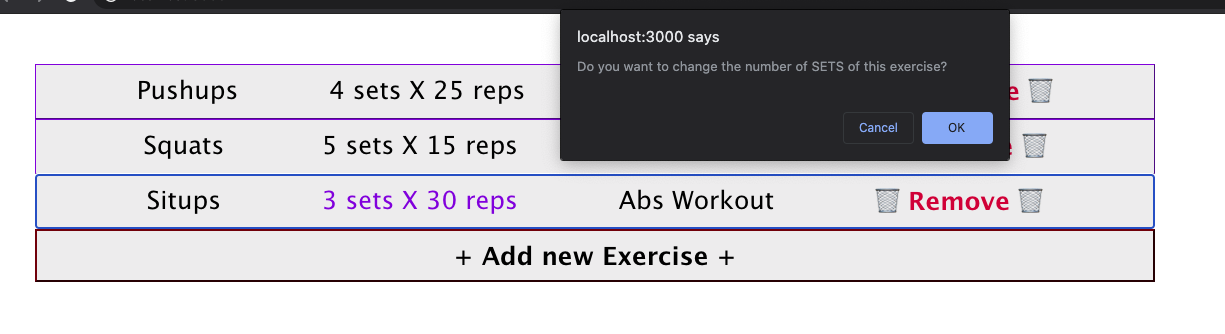 localhost:3000 says
Do you want to change the number of SETS of this exercise?
Cancel OK
Pushups 4 sets X 25 reps
Squats 5 sets X 15 reps
Situps 3 sets X 30 reps Abs Workout Remove
+ Add new Exercise +